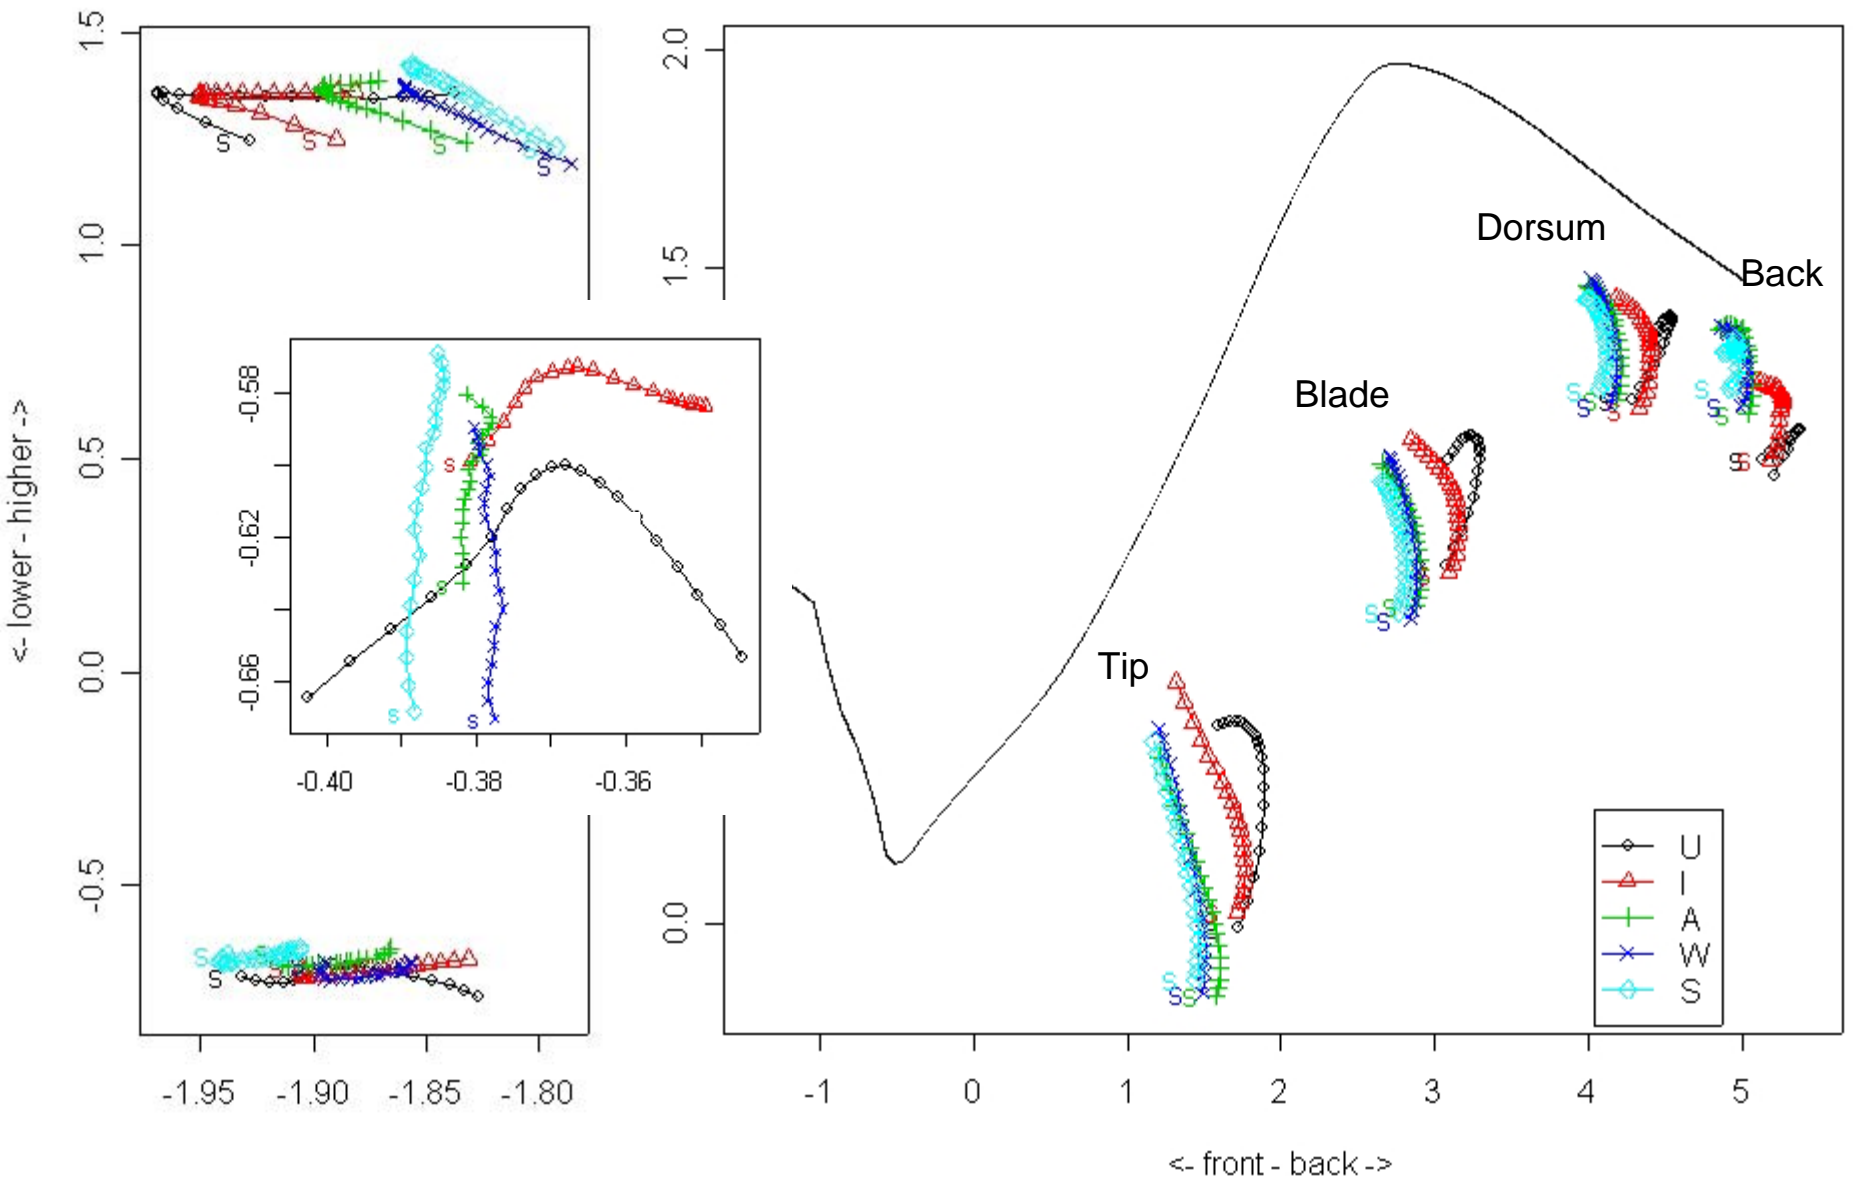 1.5
1.0
0.5
0.0
-0.5
<- lower - higher ->
-1.95 -1.90 -1.85 -1.80
S S S S S
S S
-0.58
-0.62
-0.66
-0.40 -0.38 -0.36
S S S S
2.0
1.5
0.0
Dorsum
Back
Blade
Tip
S S S S
S S S S S
S S S
S S S
U
I
A
W
S
-1 0 1 2 3 4 5
<- front - back ->